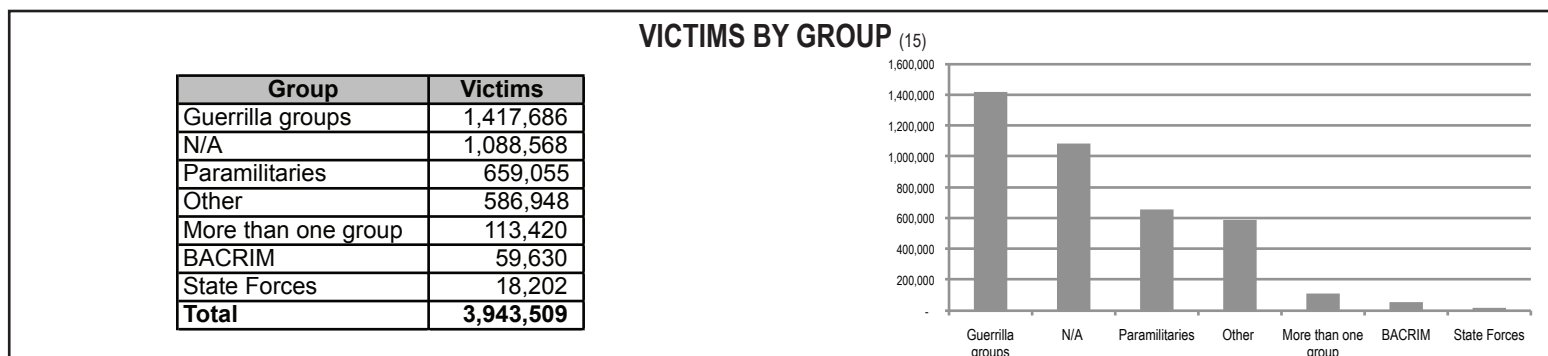 VICTIMS BY GROUP (15)
Group Victims
Guerrilla groups 1,417,686
N/A 1,088,568
Paramilitaries 659,055
Other 586,948
More than one group 113,420
BACRIM 59,630
State Forces 18,202
Total 3,943,509
1,600,000
1,400,000
1,200,000
1,000,000
800,000
600,000
400,000
200,000
-
Guerrilla groups N/A Paramilitaries Other More than one group BACRIM State Forces